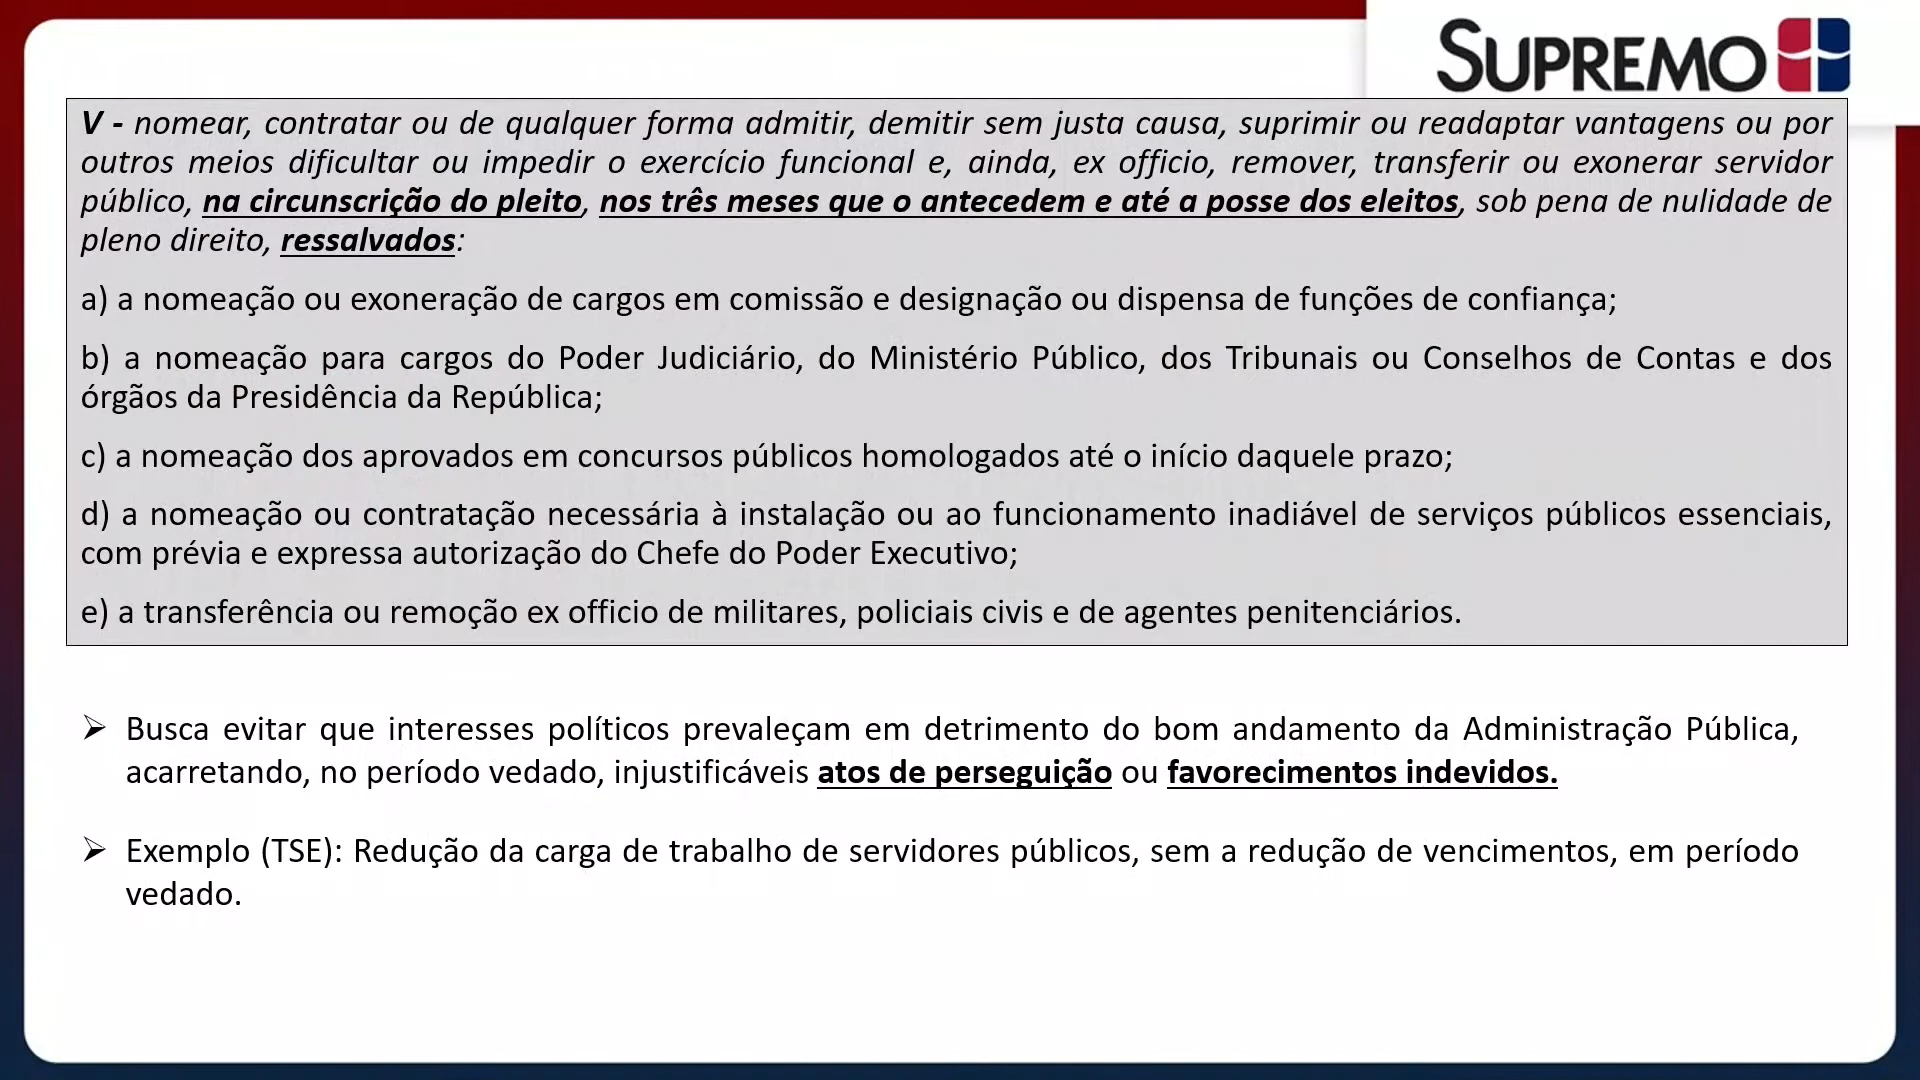 SUPREMO
V - nomear, contratar ou de qualquer forma admitir, demitir sem justa causa, suprimir ou readaptar vantagens ou por
outros meios dificultar ou impedir o exercício funcional e, ainda, ex officio, remover, transferir ou exonerar servidor
público, na circunscrição do pleito, nos três meses que o antecedem e até a posse dos eleitos, sob pena de nulidade de
pleno direito, ressalvados:
a) a nomeação ou exoneração de cargos em comissão e designação ou dispensa de funções de confiança;
b) a nomeação para cargos do Poder Judiciário, do Ministério Público, dos Tribunais ou Conselhos de Contas e dos
órgãos da Presidência da República;
c) a nomeação dos aprovados em concursos públicos homologados até o início daquele prazo;
d) a nomeação ou contratação necessária à instalação ou ao funcionamento inadiável de serviços públicos essenciais,
com prévia e expressa autorização do Chefe do Poder Executivo;
e) a transferência ou remoção ex officio de militares, policiais civis e de agentes penitenciários.
➢ Busca evitar que interesses políticos prevaleçam em detrimento do bom andamento da Administração Pública,
acarretando, no período vedado, injustificáveis atos de perseguição ou favorecimentos indevidos.
➢ Exemplo (TSE): Redução da carga de trabalho de servidores públicos, sem a redução de vencimentos, em período
vedado.